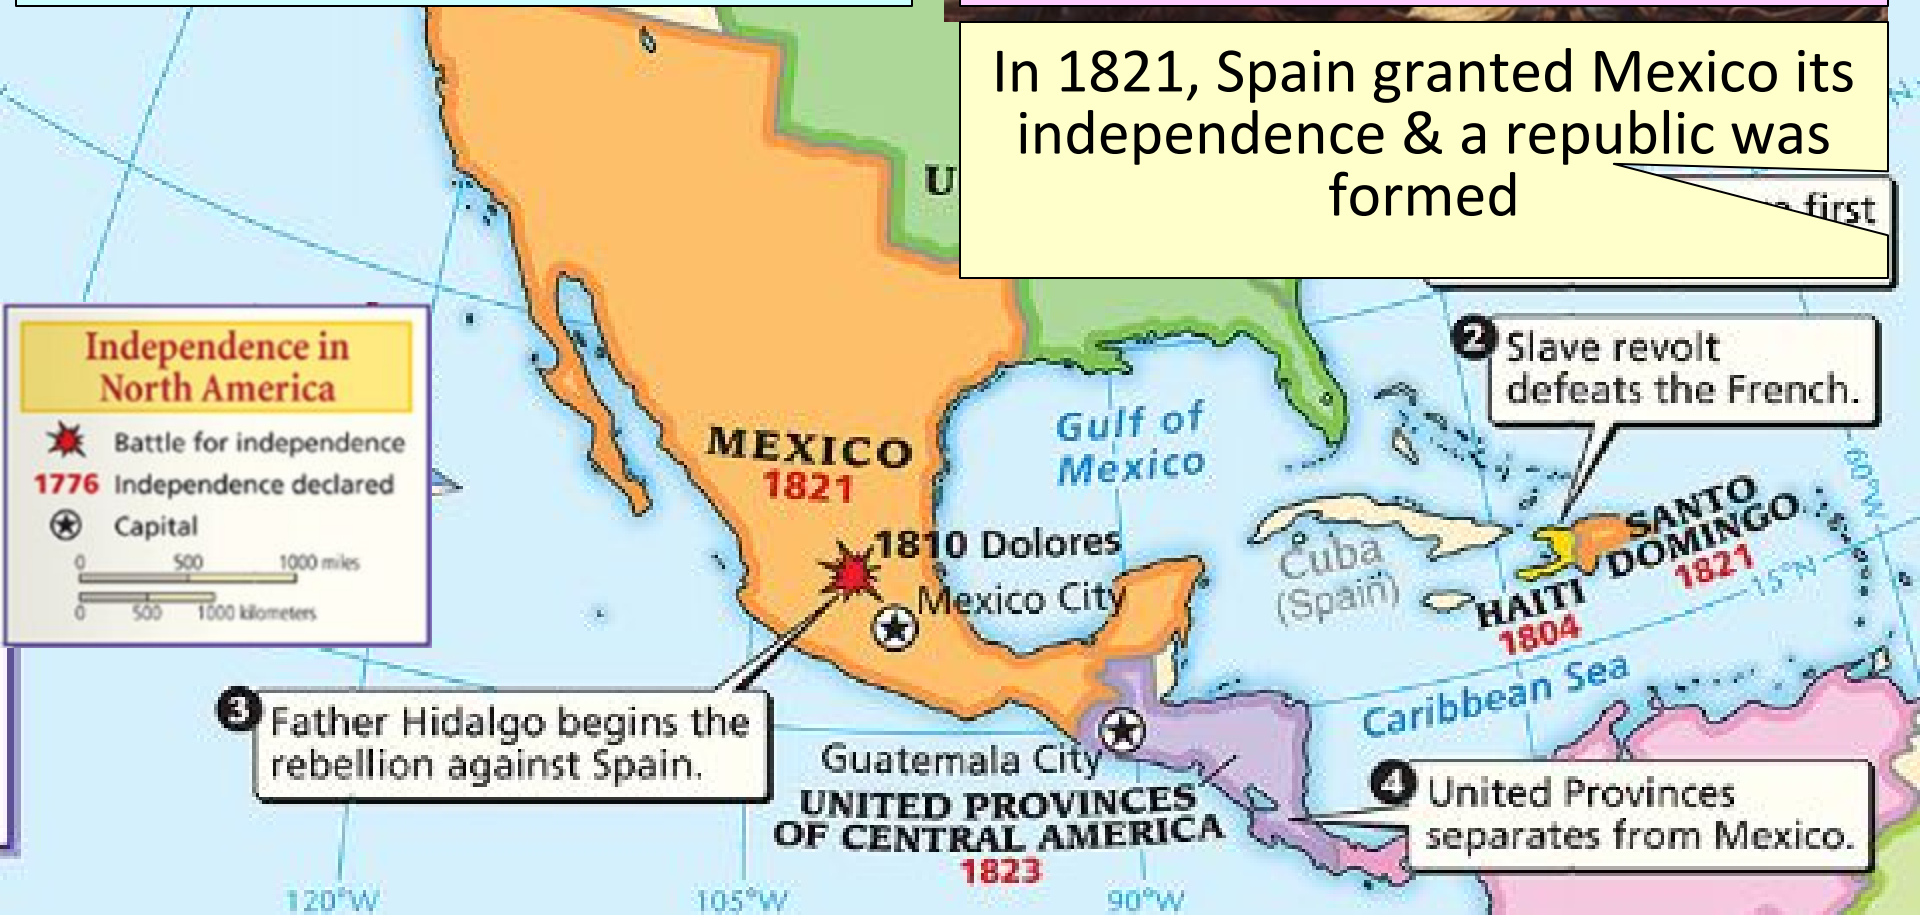 In 1821, Spain granted Mexico its
independence & a republic was
formed
U
first
Independence in
North America
Battle for independence
1776 Independence declared
Capital
0 500 1000 miles
0 500 1000 kilometers
2 Slave revolt
defeats the French.
Gulf of
Mexico
MEXICO
1821
1810 Dolores
Mexico City
Cuba
(Spain)
SANTO
DOMINGO
1821
HAITI
1804
60°W
15°N
Caribbean Sea
3 Father Hidalgo begins the
rebellion against Spain.
Guatemala City
UNITED PROVINCES
OF CENTRAL AMERICA
1823
4 United Provinces
separates from Mexico.
120°W 105°W 90°W